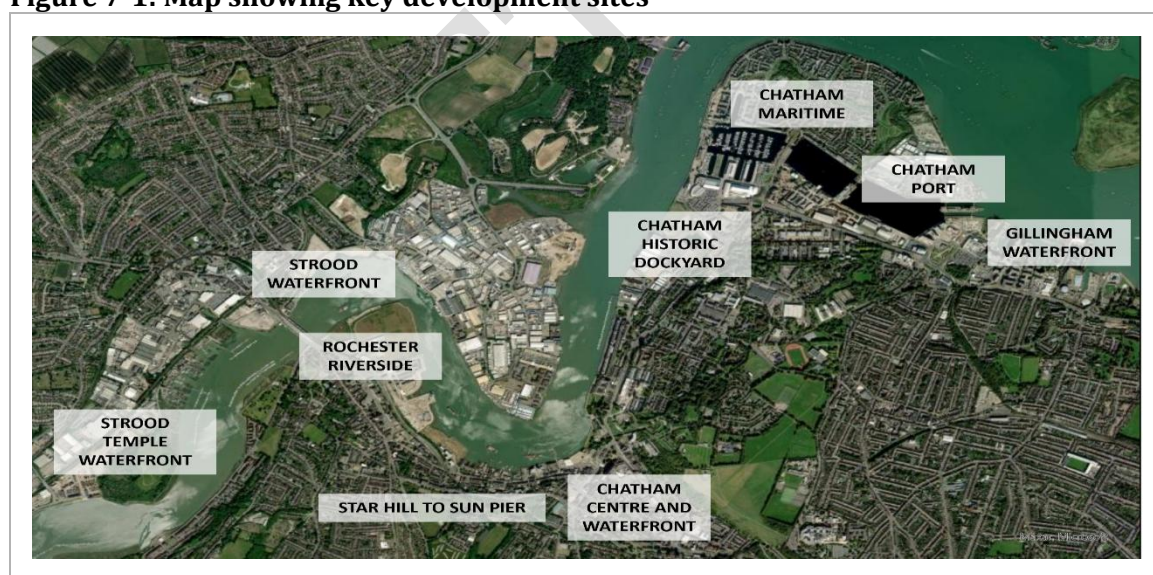 Figure 7-1: Map showing key development sites
CHATHAM
MARITIME
CHATHAM
PORT
CHATHAM
HISTORIC
DOCKYARD
GILLINGHAM
WATERFRONT
STROOD
WATERFRONT
ROCHESTER
RIVERSIDE
STROOD
TEMPLE
WATERFRONT
STAR HILL TO SUN PIER
CHATHAM
CENTRE AND
WATERFRONT